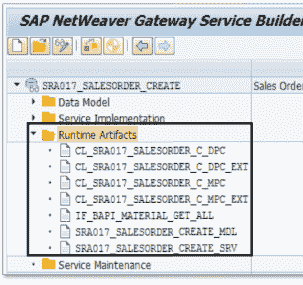 SAP NetWeaver Gateway Service Builder
SRA017_SALESORDER_CREATE Sales Order
Data Model
Service Implementation
Runtime Artifacts
CL_SRA017_SALESORDER_C_DPC
CL_SRA017_SALESORDER_C_DPC_EXT
CL_SRA017_SALESORDER_C_MPC
CL_SRA017_SALESORDER_C_MPC_EXT
IF_BAPI_MATERIAL_GET_ALL
SRA017_SALESORDER_CREATE_MDL
SRA017_SALESORDER_CREATE_SRV
Service Maintenance